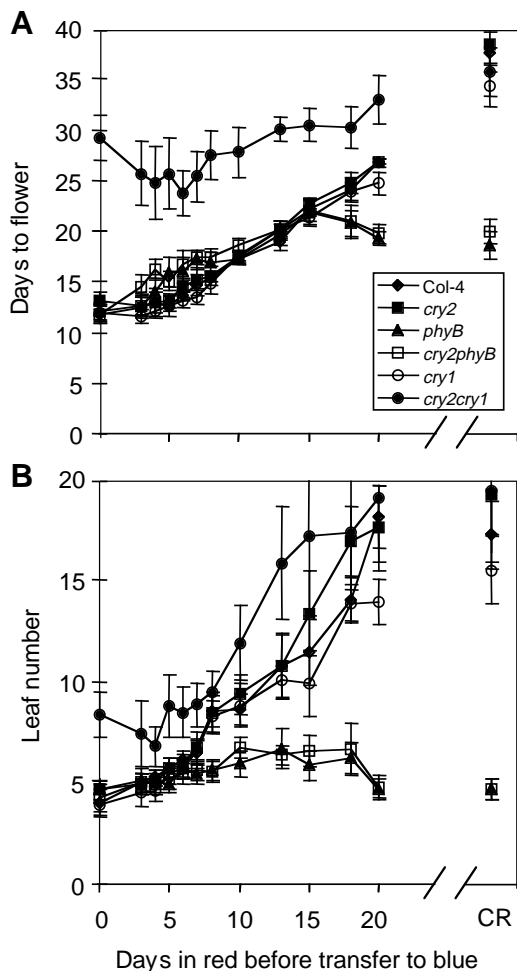 A
40
35
30
25
20
15
10
5
0
Days to flower
Col-4
cry2
phyB
cry2phyB
cry1
cry2cry1
B
20
15
10
5
0
Leaf number
0 5 10 15 20 CR
Days in red before transfer to blue